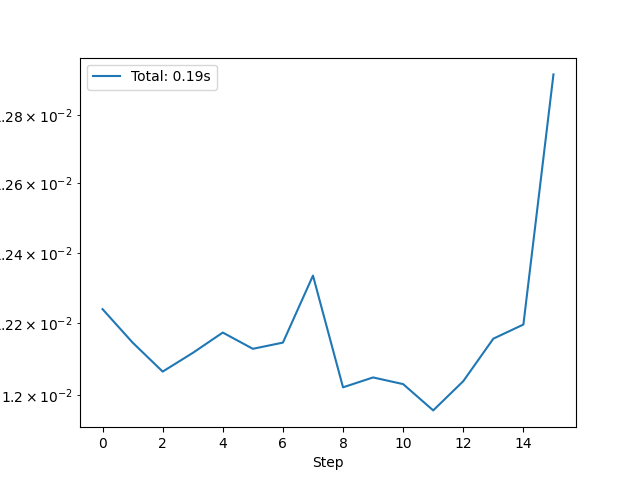 Total: 0.19s
.28 × 10⁻²
.26 × 10⁻²
.24 × 10⁻²
.22 × 10⁻²
1.2 × 10⁻²
0 2 4 6 8 10 12 14
Step